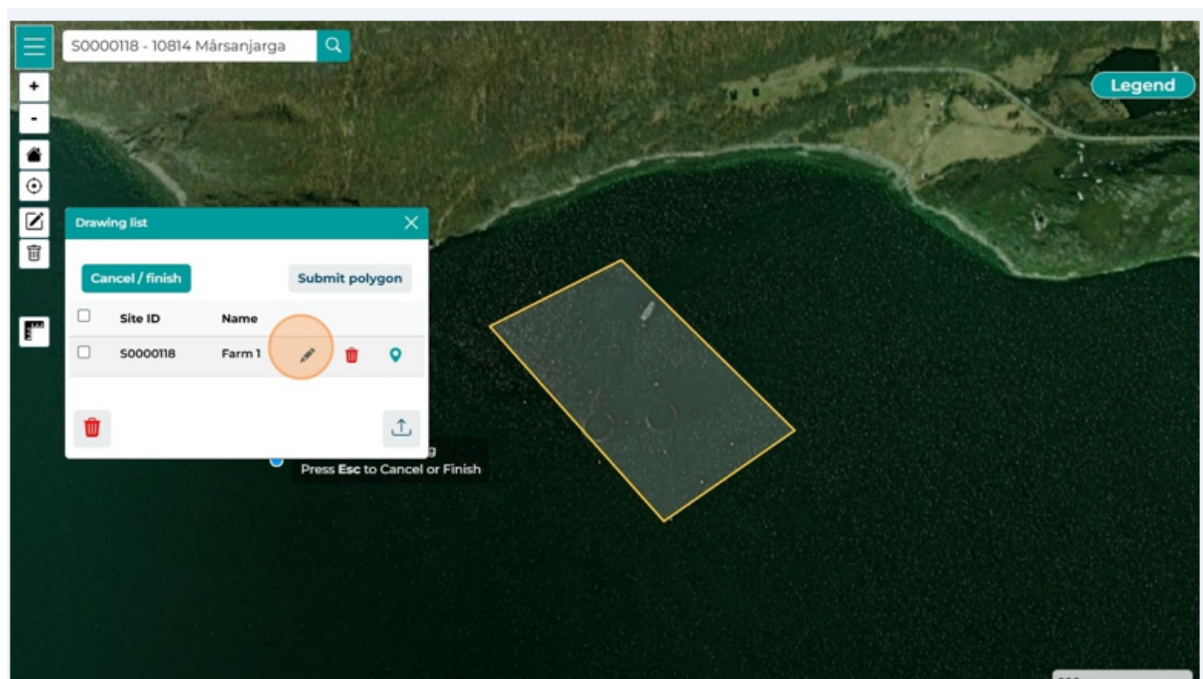 S0000118 - 10814 Mårsanjarga
Legend
+
-
Drawing list
Cancel / finish
Submit polygon
Site ID Name
S0000118 Farm 1
Press Esc to Cancel or Finish